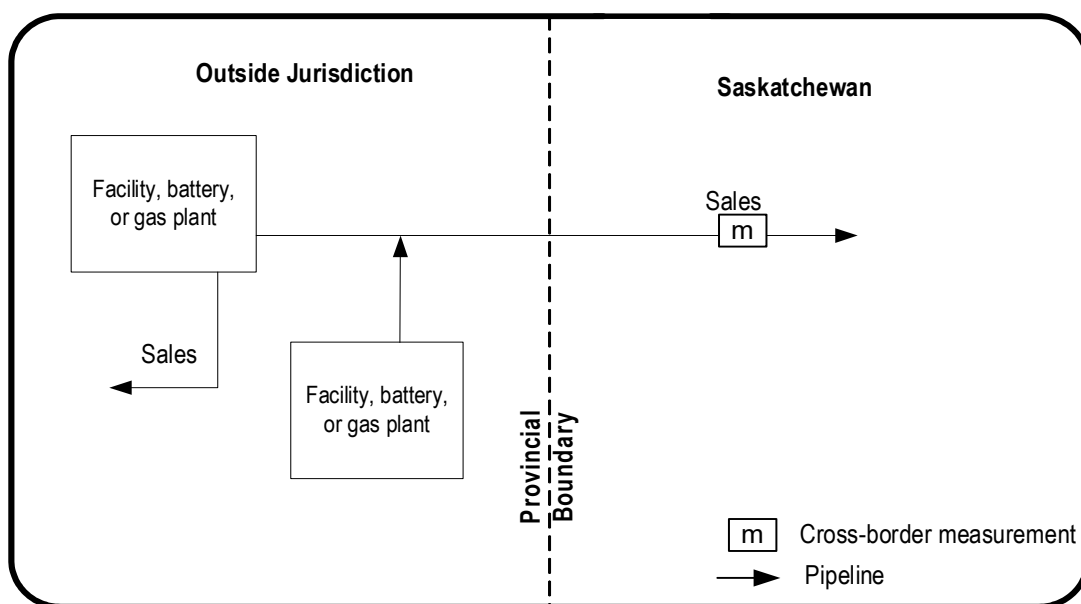 Outside Jurisdiction
Saskatchewan
Facility, battery,
or gas plant
Sales
m
Sales
Facility, battery,
or gas plant
Provincial
Boundary
m Cross-border measurement
Pipeline